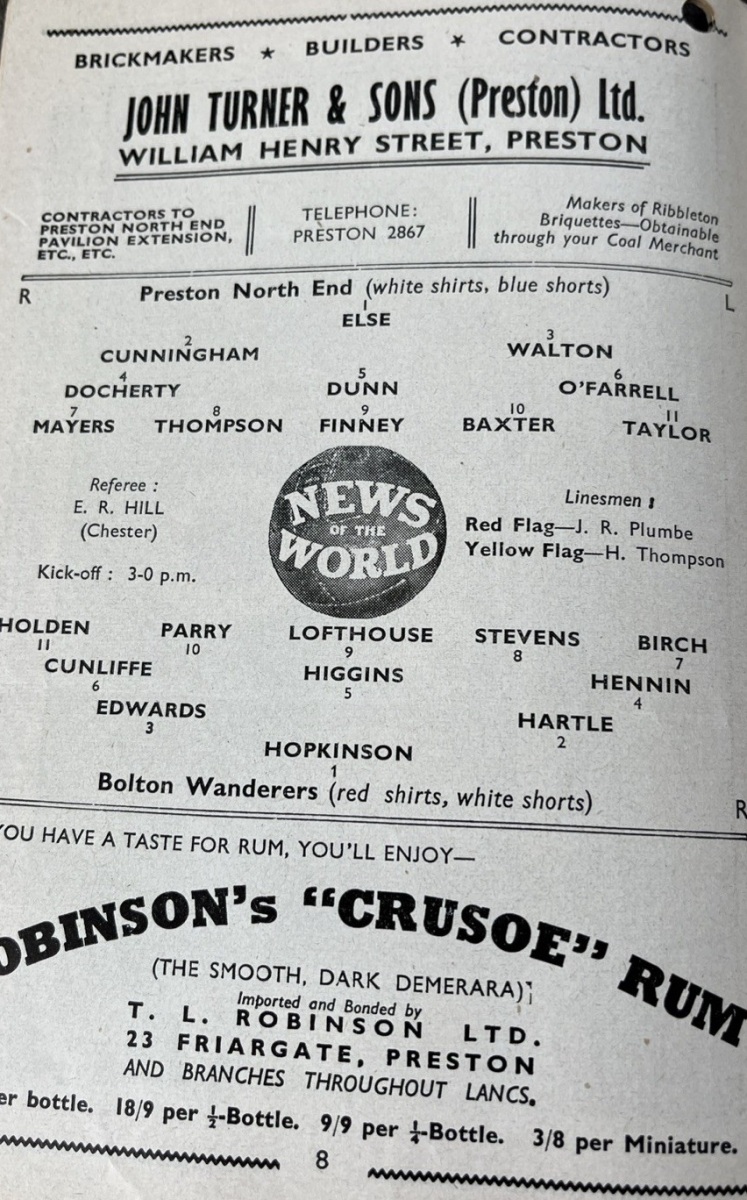 BRICKMAKERS ★ BUILDERS ★ CONTRACTORS
JOHN TURNER & SONS (Preston) Ltd.
WILLIAM HENRY STREET, PRESTON
CONTRACTORS TO
PRESTON NORTH END
PAVILION EXTENSION,
ETC., ETC.
TELEPHONE:
PRESTON 2867
Makers of Ribbleton
Briquettes—Obtainable
through your Coal Merchant
R Preston North End (white shirts, blue shorts) L
1
ELSE
2 3
CUNNINGHAM WALTON
4 5 6
DOCHERTY DUNN O'FARRELL
7 8 9 10 11
MAYERS THOMPSON FINNEY BAXTER TAYLOR
Referee :
E. R. HILL
(Chester)
Kick-off : 3-0 p.m.
NEWS
OF THE
WORLD
Linesmen :
Red Flag—J. R. Plumbe
Yellow Flag—H. Thompson
HOLDEN PARRY LOFTHOUSE STEVENS BIRCH
11 10 9 8 7
CUNLIFFE HIGGINS HENNIN
6 5 4
EDWARDS HARTLE
3 2
HOPKINSON
1
Bolton Wanderers (red shirts, white shorts) R
YOU HAVE A TASTE FOR RUM, YOU'LL ENJOY—
OBINSON's "CRUSOE" RUM
(THE SMOOTH, DARK DEMERARA)
Imported and Bonded by
T. L. ROBINSON LTD.
23 FRIARGATE, PRESTON
AND BRANCHES THROUGHOUT LANCS.
er bottle. 18/9 per ½-Bottle. 9/9 per ¼-Bottle. 3/8 per Miniature.
8